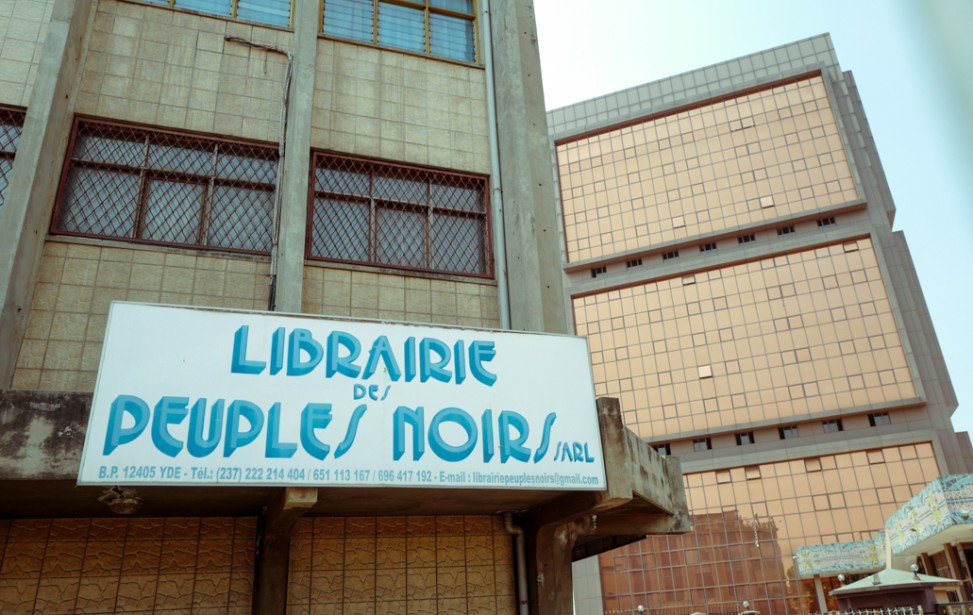 LIBRAIRIE
DES
PEUPLES NOIRS SARL
B.P. 12405 YDE - Tél.: (237) 222 214 404 / 651 113 167 / 696 417 192 - E-mail : librairiepeuplesnoirs@gmail.com